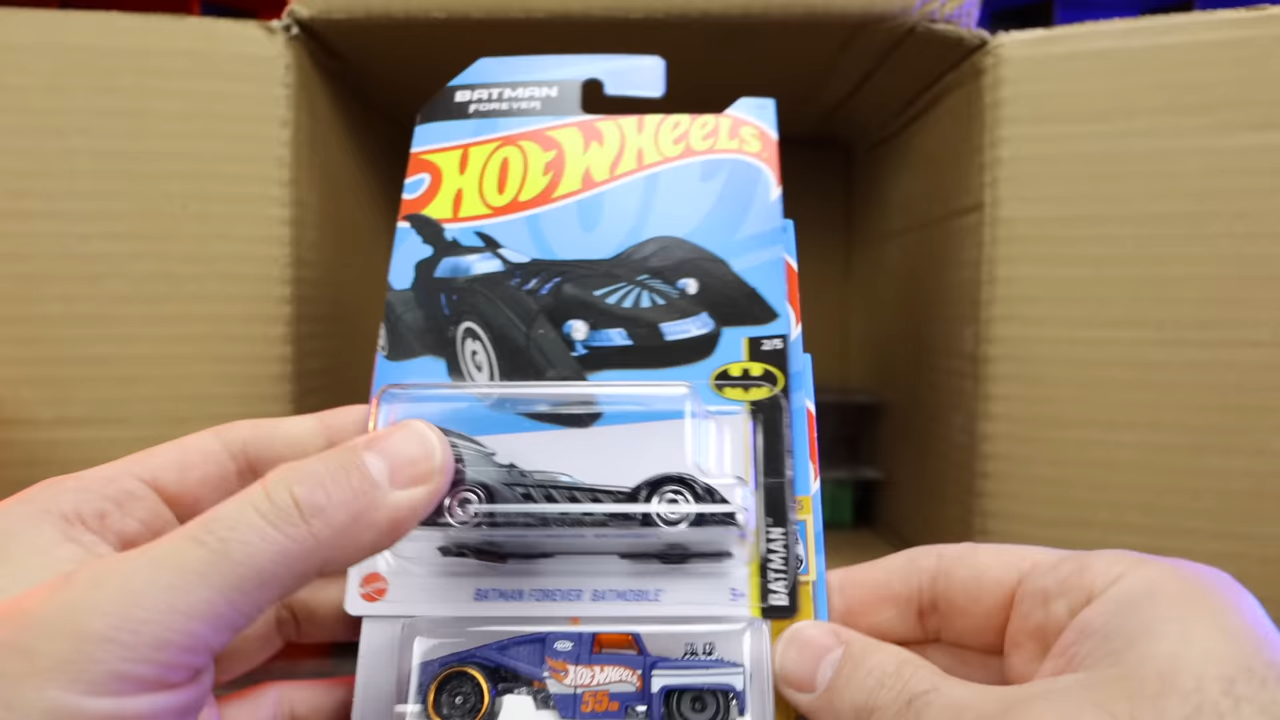 BATMAN
FOREVER
HOT WHEELS
2/5
BATMAN
BATMAN FOREVER BATMOBILE
5+
HOT WHEELS
55